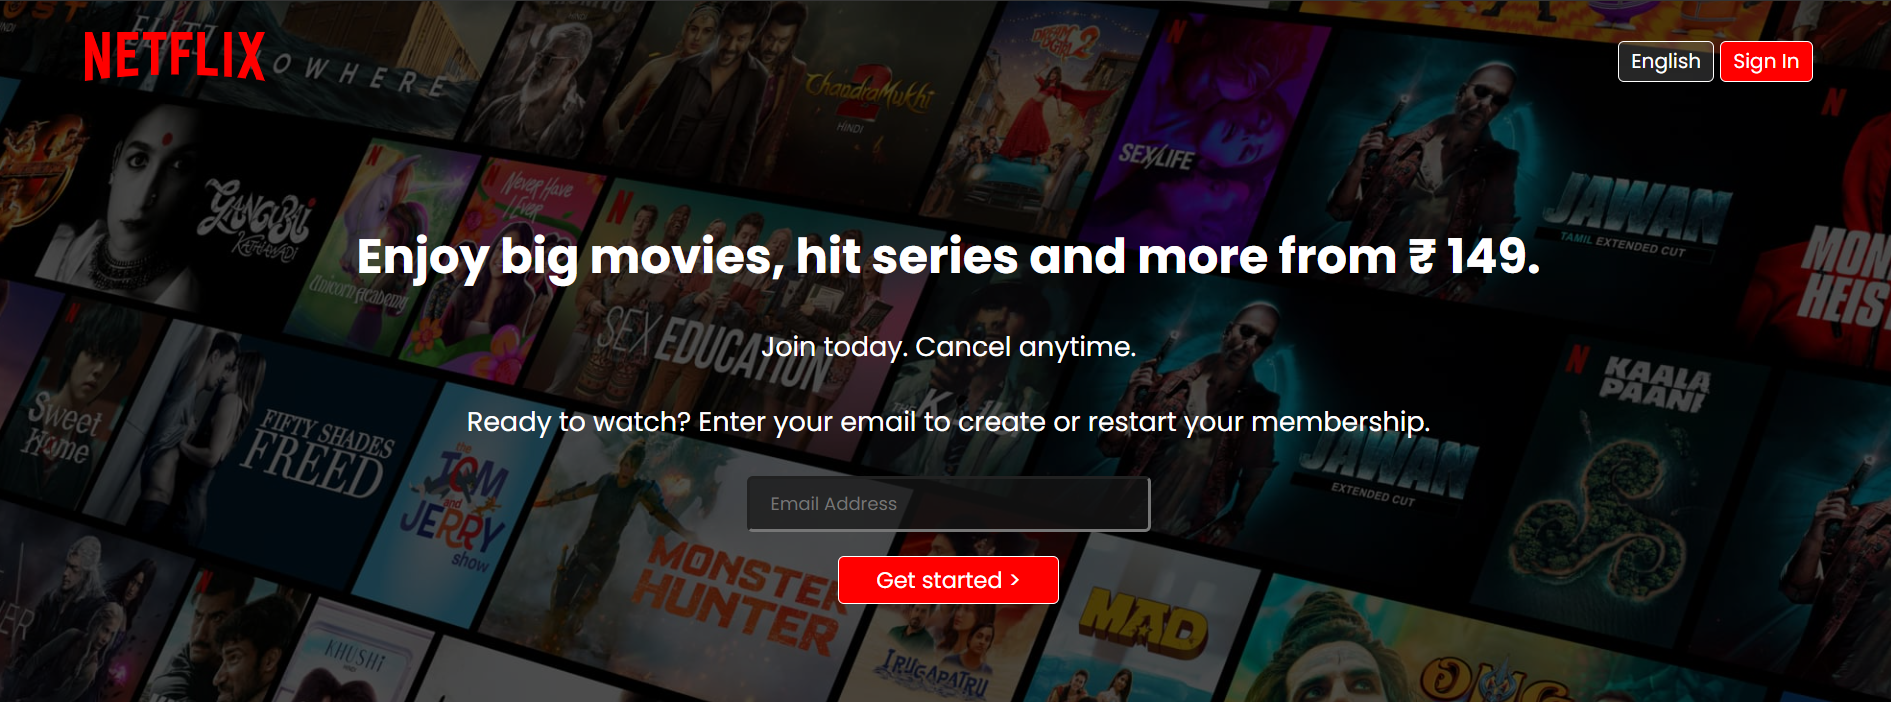 NETFLIX
English
Sign In
NOWHERE
ChandraMukhi
2
HINDI
DREAM
GIRL 2
SEX/LIFE
JAWAN
TAMIL EXTENDED CUT
GANGUBAI
KATHIAWADI
Never Have
I Ever
MONEY
HEIST
Enjoy big movies, hit series and more from ₹ 149.
Unicorn Academy
SEX EDUCATION
Join today. Cancel anytime.
KAALA
PAANI
Sweet
Home
FIFTY SHADES
FREED
Ready to watch? Enter your email to create or restart your membership.
the
TOM
and
JERRY
show
JAWAN
EXTENDED CUT
Email Address
MONSTER
HUNTER
Get started >
MAD
KHUSHI
HINDI
IRUGAPATRU
OMG